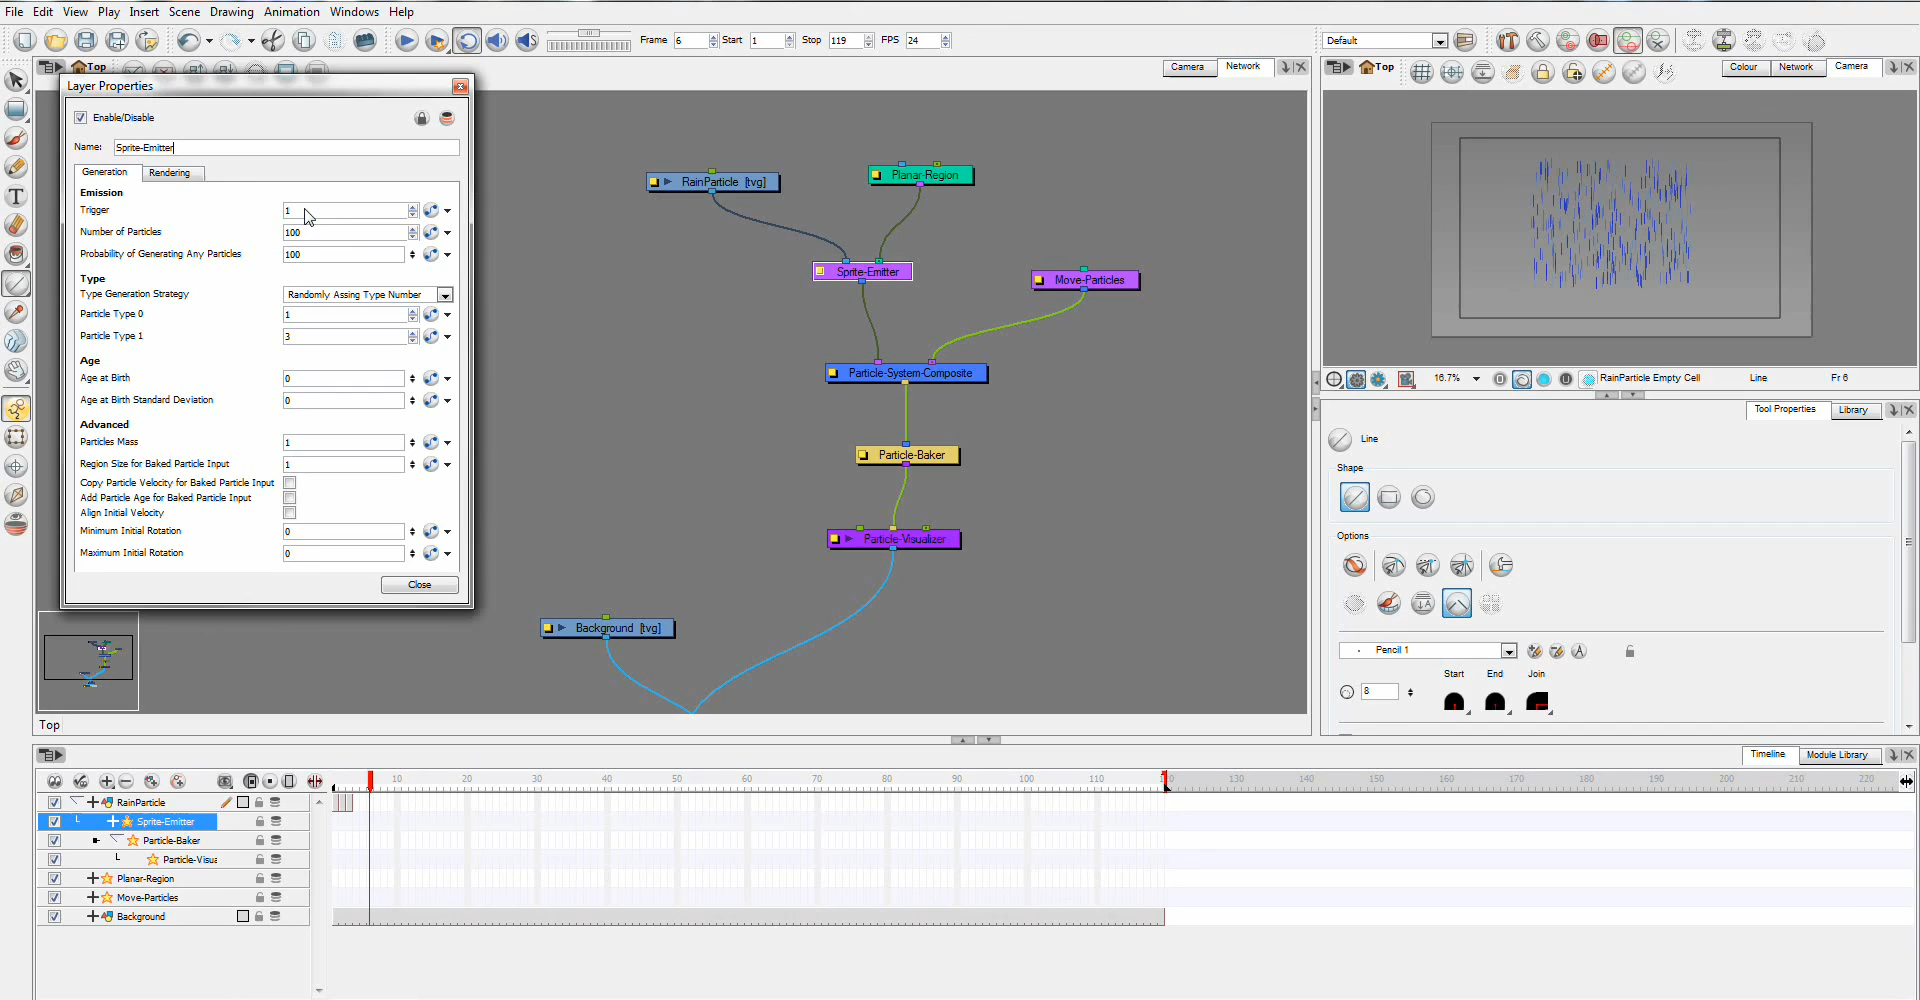 File Edit View Play Insert Scene Drawing Animation Windows Help
Frame 6 Start 1 Stop 119 FPS 24
Default
Top
Camera Network
Top
Colour Network Camera
Layer Properties
Enable/Disable
Name: Sprite-Emitter
Generation Rendering
Emission
Trigger 1
Number of Particles 100
Probability of Generating Any Particles 100
Type
Type Generation Strategy Randomly Assing Type Number
Particle Type 0 1
Particle Type 1 3
Age
Age at Birth 0
Age at Birth Standard Deviation 0
Advanced
Particles Mass 1
Region Size for Baked Particle Input 1
Copy Particle Velocity for Baked Particle Input
Add Particle Age for Baked Particle Input
Align Initial Velocity
Minimum Initial Rotation 0
Maximum Initial Rotation 0
Close
RainParticle [tvg]
Planar-Region
Sprite-Emitter
Move-Particles
Particle-System-Composite
Particle-Baker
Particle-Visualizer
Background [tvg]
Top
16.7% RainParticle Empty Cell Line Fr 6
Tool Properties Library
Line
Shape
Options
Pencil 1
Start End Join
8
Timeline Module Library
10 20 30 40 50 60 70 80 90 100 110 130 140 150 160 170 180 190 200 210 220
RainParticle
Sprite-Emitter
Particle-Baker
Particle-Visua
Planar-Region
Move-Particles
Background